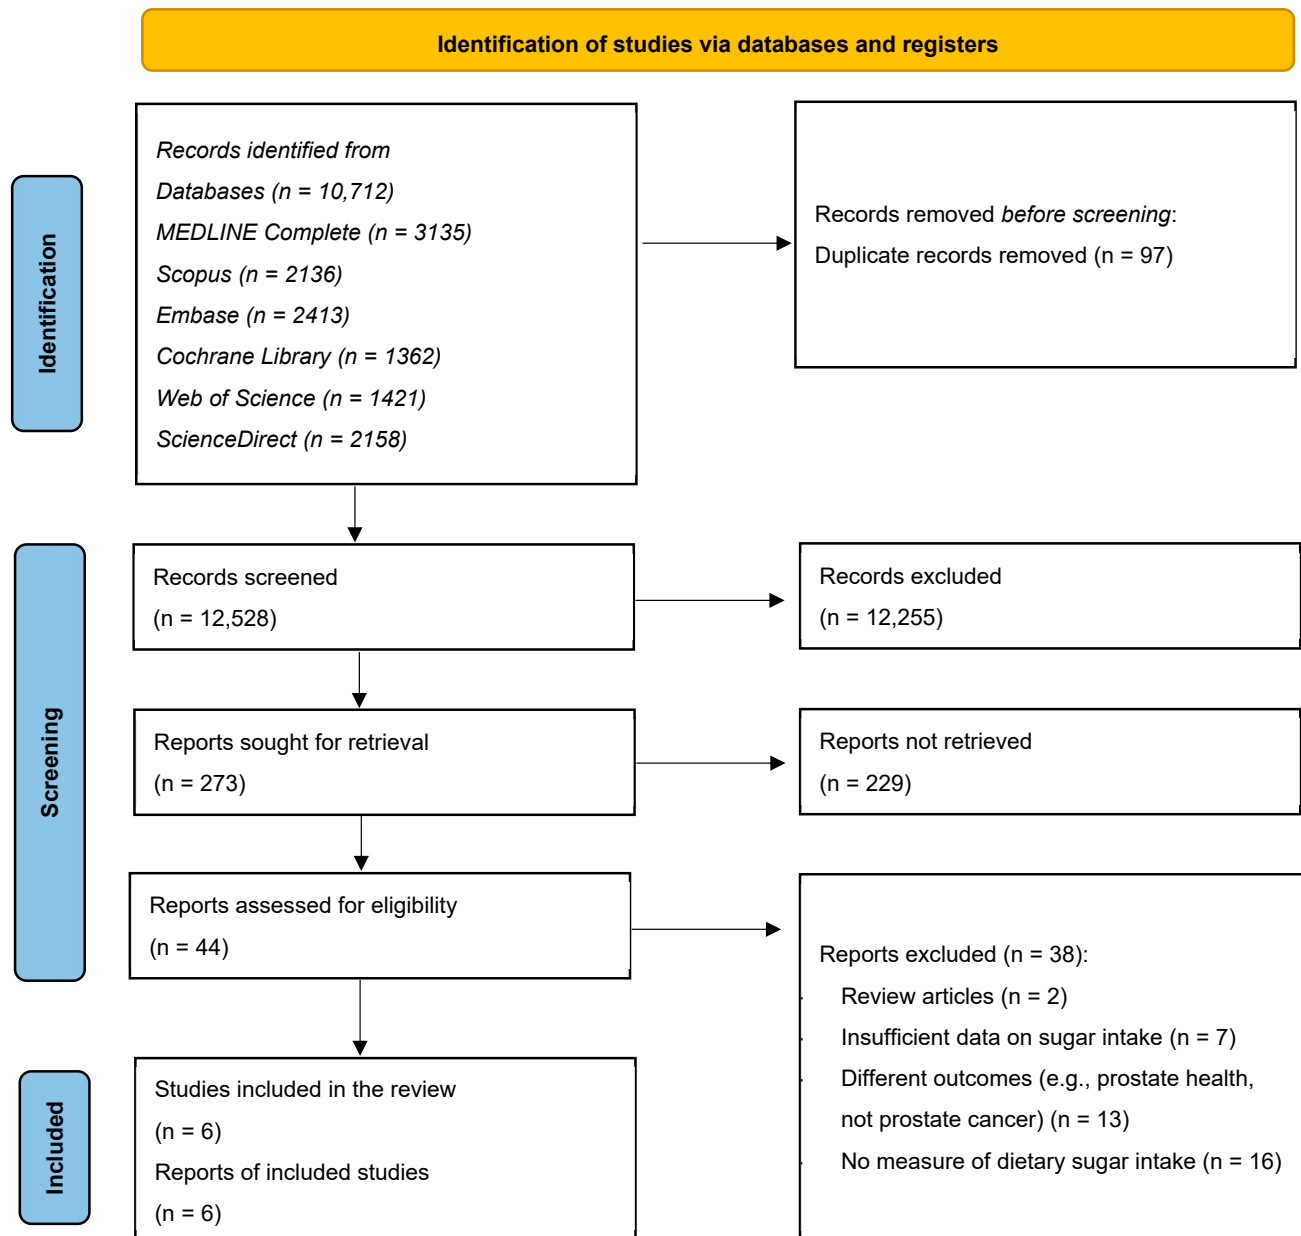 Identification of studies via databases and registers
Identification
Records identified from
Databases (n = 10,712)
MEDLINE Complete (n = 3135)
Scopus (n = 2136)
Embase (n = 2413)
Cochrane Library (n = 1362)
Web of Science (n = 1421)
ScienceDirect (n = 2158)
Records removed before screening:
Duplicate records removed (n = 97)
Screening
Records screened
(n = 12,528)
Records excluded
(n = 12,255)
Reports sought for retrieval
(n = 273)
Reports not retrieved
(n = 229)
Reports assessed for eligibility
(n = 44)
Reports excluded (n = 38):
Review articles (n = 2)
Insufficient data on sugar intake (n = 7)
Different outcomes (e.g., prostate health,
not prostate cancer) (n = 13)
No measure of dietary sugar intake (n = 16)
Included
Studies included in the review
(n = 6)
Reports of included studies
(n = 6)